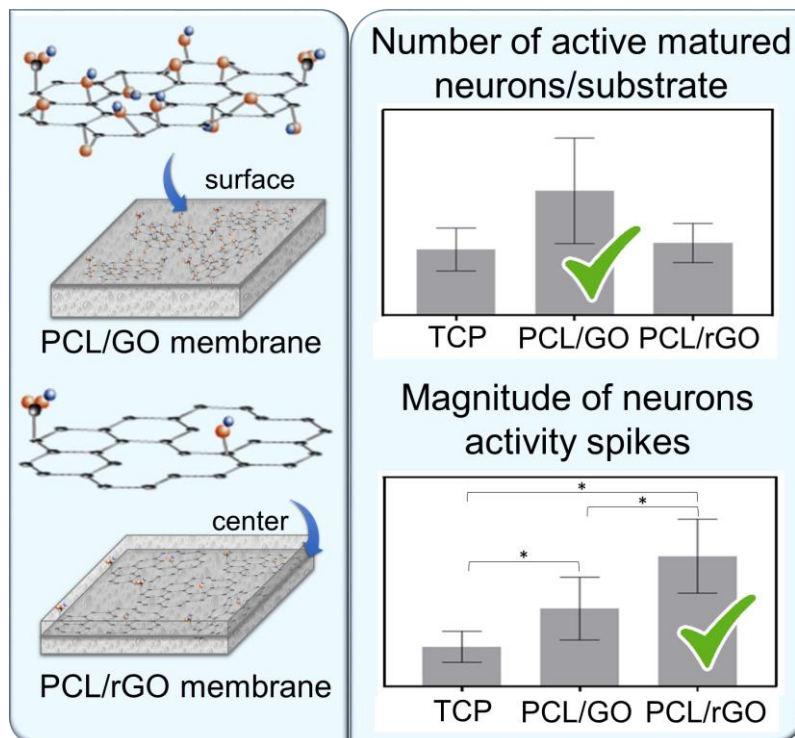 surface
PCL/GO membrane
center
PCL/rGO membrane
Number of active matured
neurons/substrate
TCP PCL/GO PCL/rGO
Magnitude of neurons
activity spikes
*
*
*
TCP PCL/GO PCL/rGO